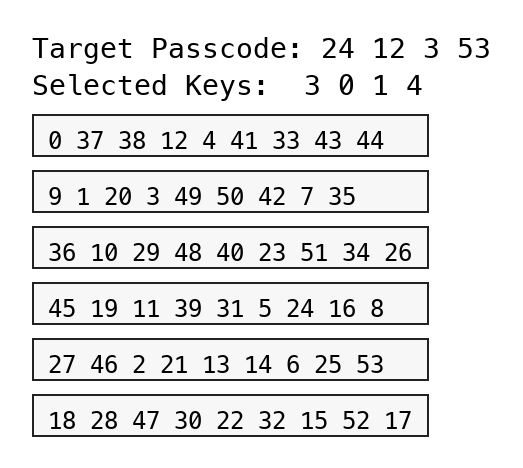 Target Passcode: 24 12 3 53
Selected Keys: 3 0 1 4
0 37 38 12 4 41 33 43 44
9 1 20 3 49 50 42 7 35
36 10 29 48 40 23 51 34 26
45 19 11 39 31 5 24 16 8
27 46 2 21 13 14 6 25 53
18 28 47 30 22 32 15 52 17